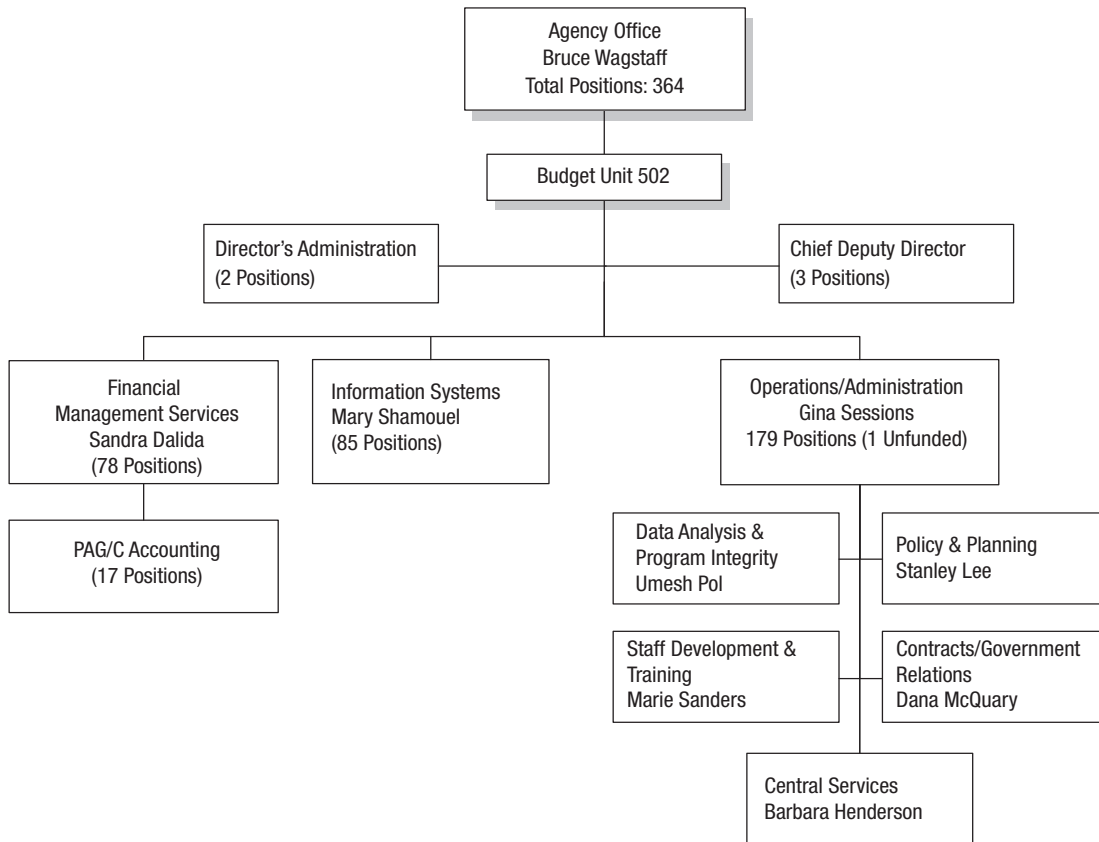 Agency Office
Bruce Wagstaff
Total Positions: 364
Budget Unit 502
Director’s Administration
(2 Positions)
Chief Deputy Director
(3 Positions)
Financial
Management Services
Sandra Dalida
(78 Positions)
Information Systems
Mary Shamouel
(85 Positions)
Operations/Administration
Gina Sessions
179 Positions (1 Unfunded)
PAG/C Accounting
(17 Positions)
Data Analysis &
Program Integrity
Umesh Pol
Policy & Planning
Stanley Lee
Staff Development &
Training
Marie Sanders
Contracts/Government
Relations
Dana McQuary
Central Services
Barbara Henderson